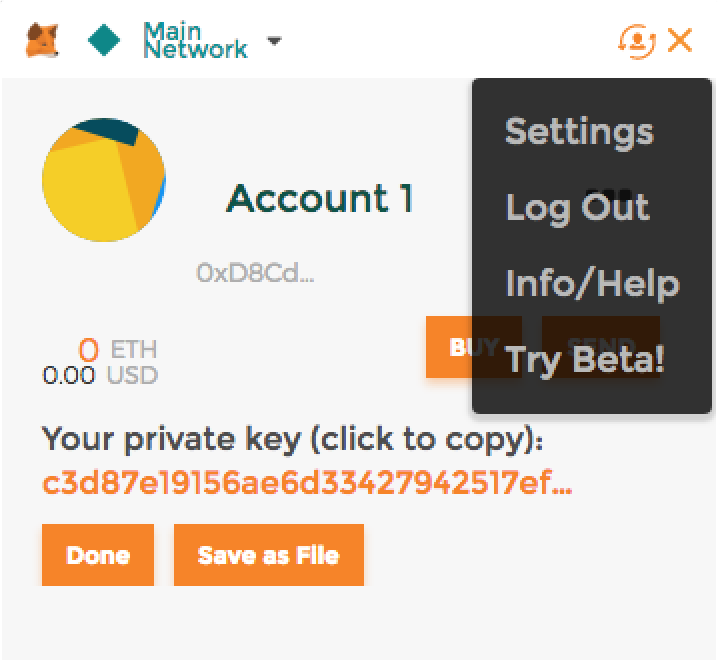 Main
Network
Settings
Log Out
Info/Help
Try Beta!
Account 1
0xD8Cd...
0 ETH
0.00 USD
BUY
SEND
Your private key (click to copy):
c3d87e19156ae6d33427942517ef...
Done
Save as File